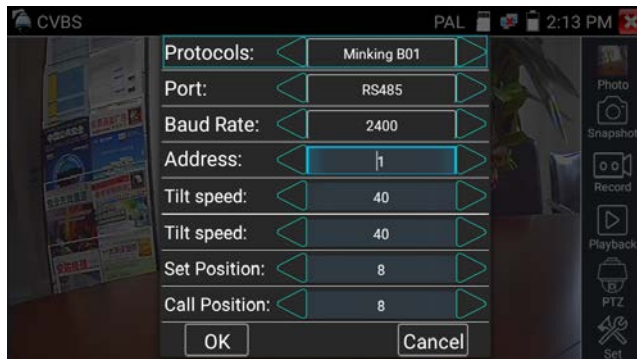 CVBS PAL 2:13 PM
Protocols: Minking B01
Port: RS485
Baud Rate: 2400
Address: 1
Tilt speed: 40
Tilt speed: 40
Set Position: 8
Call Position: 8
OK Cancel
Photo
Snapshot
Record
Playback
PTZ
Set